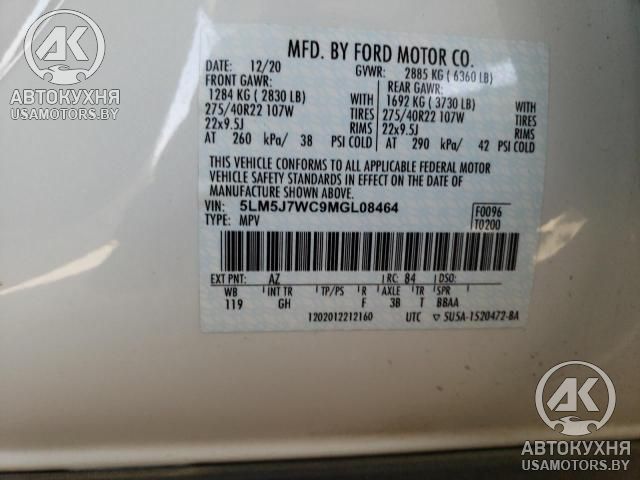 AK
АВТОКУХНЯ
USAMOTORS.BY
MFD. BY FORD MOTOR CO.
DATE: 12/20 GVWR: 2885 KG ( 6360 LB)
FRONT GAWR: REAR GAWR:
1284 KG ( 2830 LB) WITH 1692 KG ( 3730 LB) WITH
275/40R22 107W TIRES 275/40R22 107W TIRES
22x9.5J RIMS 22x9.5J RIMS
AT 260 kPa/ 38 PSI COLD AT 290 kPa/ 42 PSI COLD
THIS VEHICLE CONFORMS TO ALL APPLICABLE FEDERAL MOTOR
VEHICLE SAFETY STANDARDS IN EFFECT ON THE DATE OF
MANUFACTURE SHOWN ABOVE.
VIN: 5LM5J7WC9MGL08464 F0096
TYPE: MPV T0200
EXT PNT: AZ RC: 84 DSO:
WB INT TR TP/PS R AXLE TR SPR
119 GH F 3B T BBAA
1202012212160 UTC ▽ 5U5A-1520472-BA
AK
АВТОКУХНЯ
USAMOTORS.BY